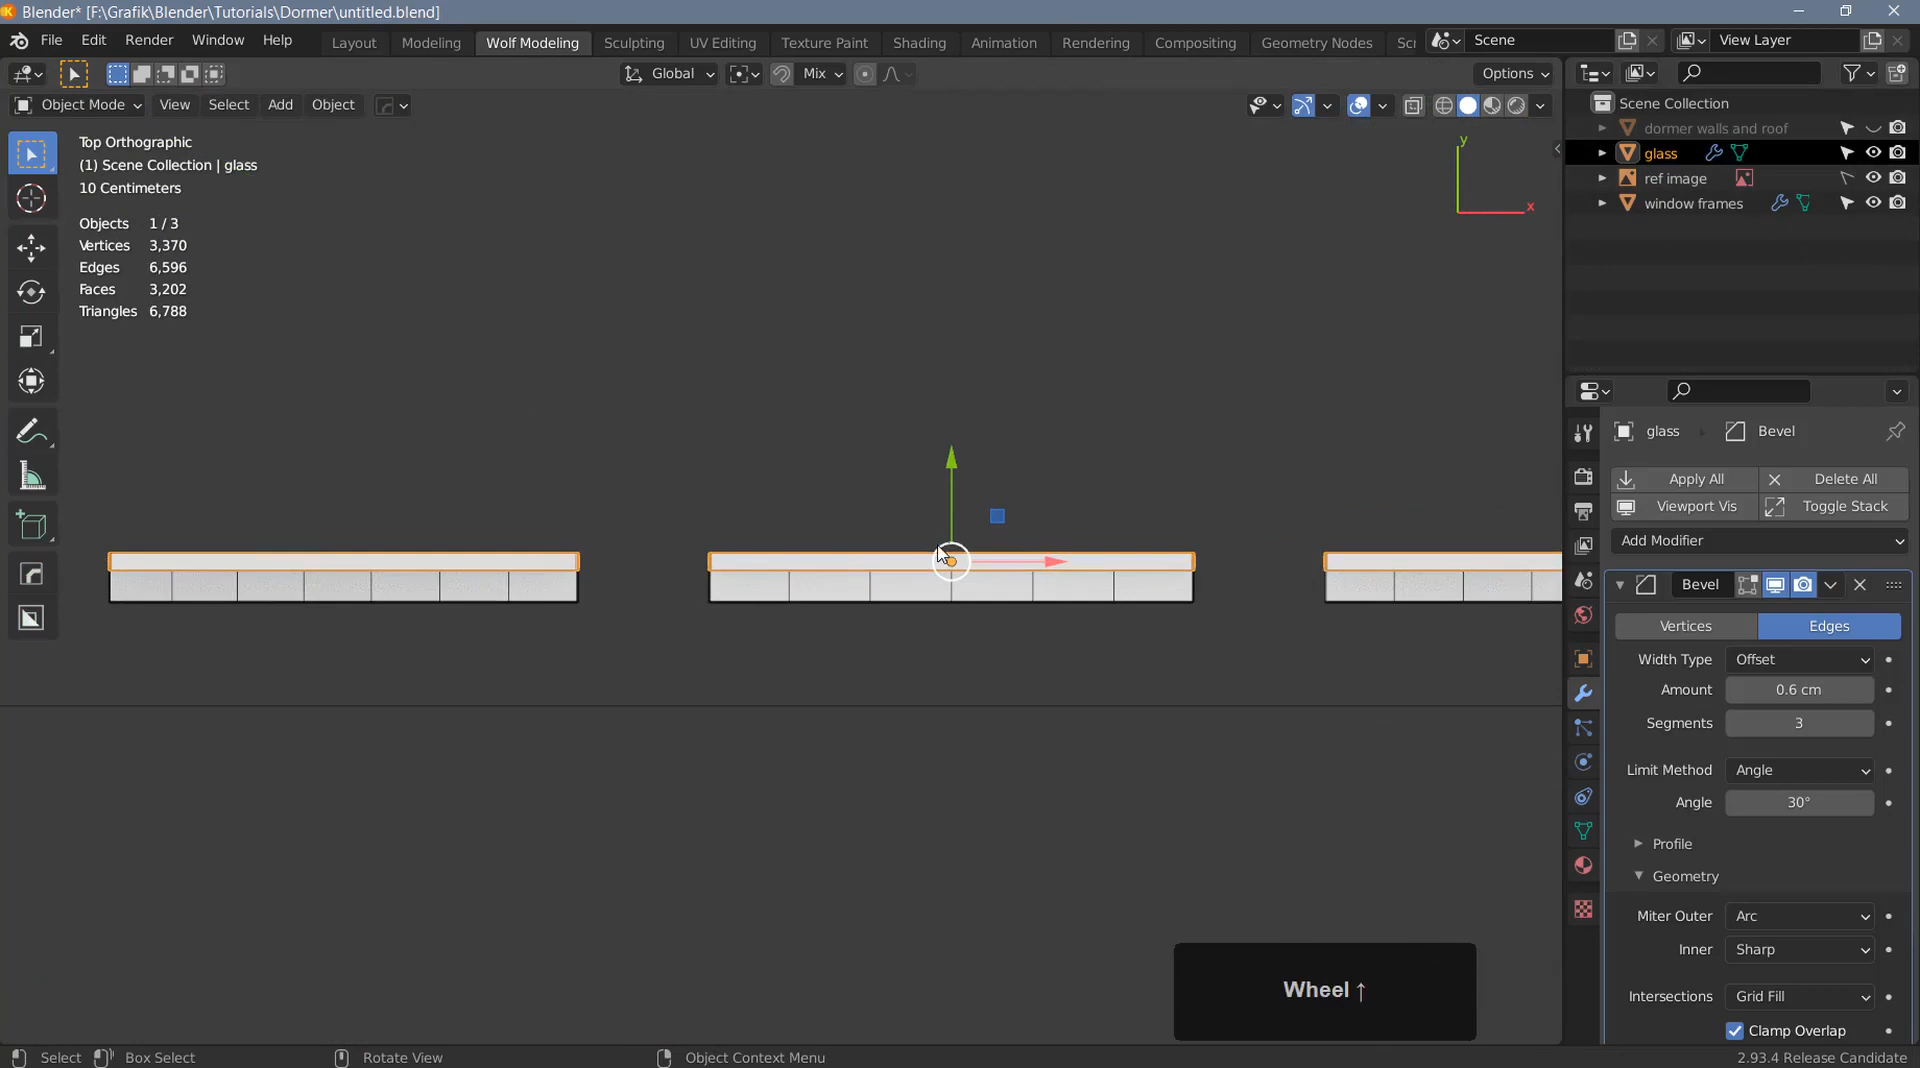 Blender* [F:\Grafik\Blender\Tutorials\Dormer\untitled.blend]
File Edit Render Window Help Layout Modeling Wolf Modeling Sculpting UV Editing Texture Paint Shading Animation Rendering Compositing Geometry Nodes Sc Scene View Layer
Global Mix Options
Object Mode View Select Add Object
Top Orthographic
(1) Scene Collection | glass
10 Centimeters
Objects 1 / 3
Vertices 3,370
Edges 6,596
Faces 3,202
Triangles 6,788
y
x
Scene Collection
dormer walls and roof
glass
ref image
window frames
glass Bevel
Apply All Delete All
Viewport Vis Toggle Stack
Add Modifier
Bevel
Vertices Edges
Width Type Offset
Amount 0.6 cm
Segments 3
Limit Method Angle
Angle 30°
Profile
Geometry
Miter Outer Arc
Inner Sharp
Intersections Grid Fill
Clamp Overlap
Wheel ↑
Select Box Select Rotate View Object Context Menu 2.93.4 Release Candidate